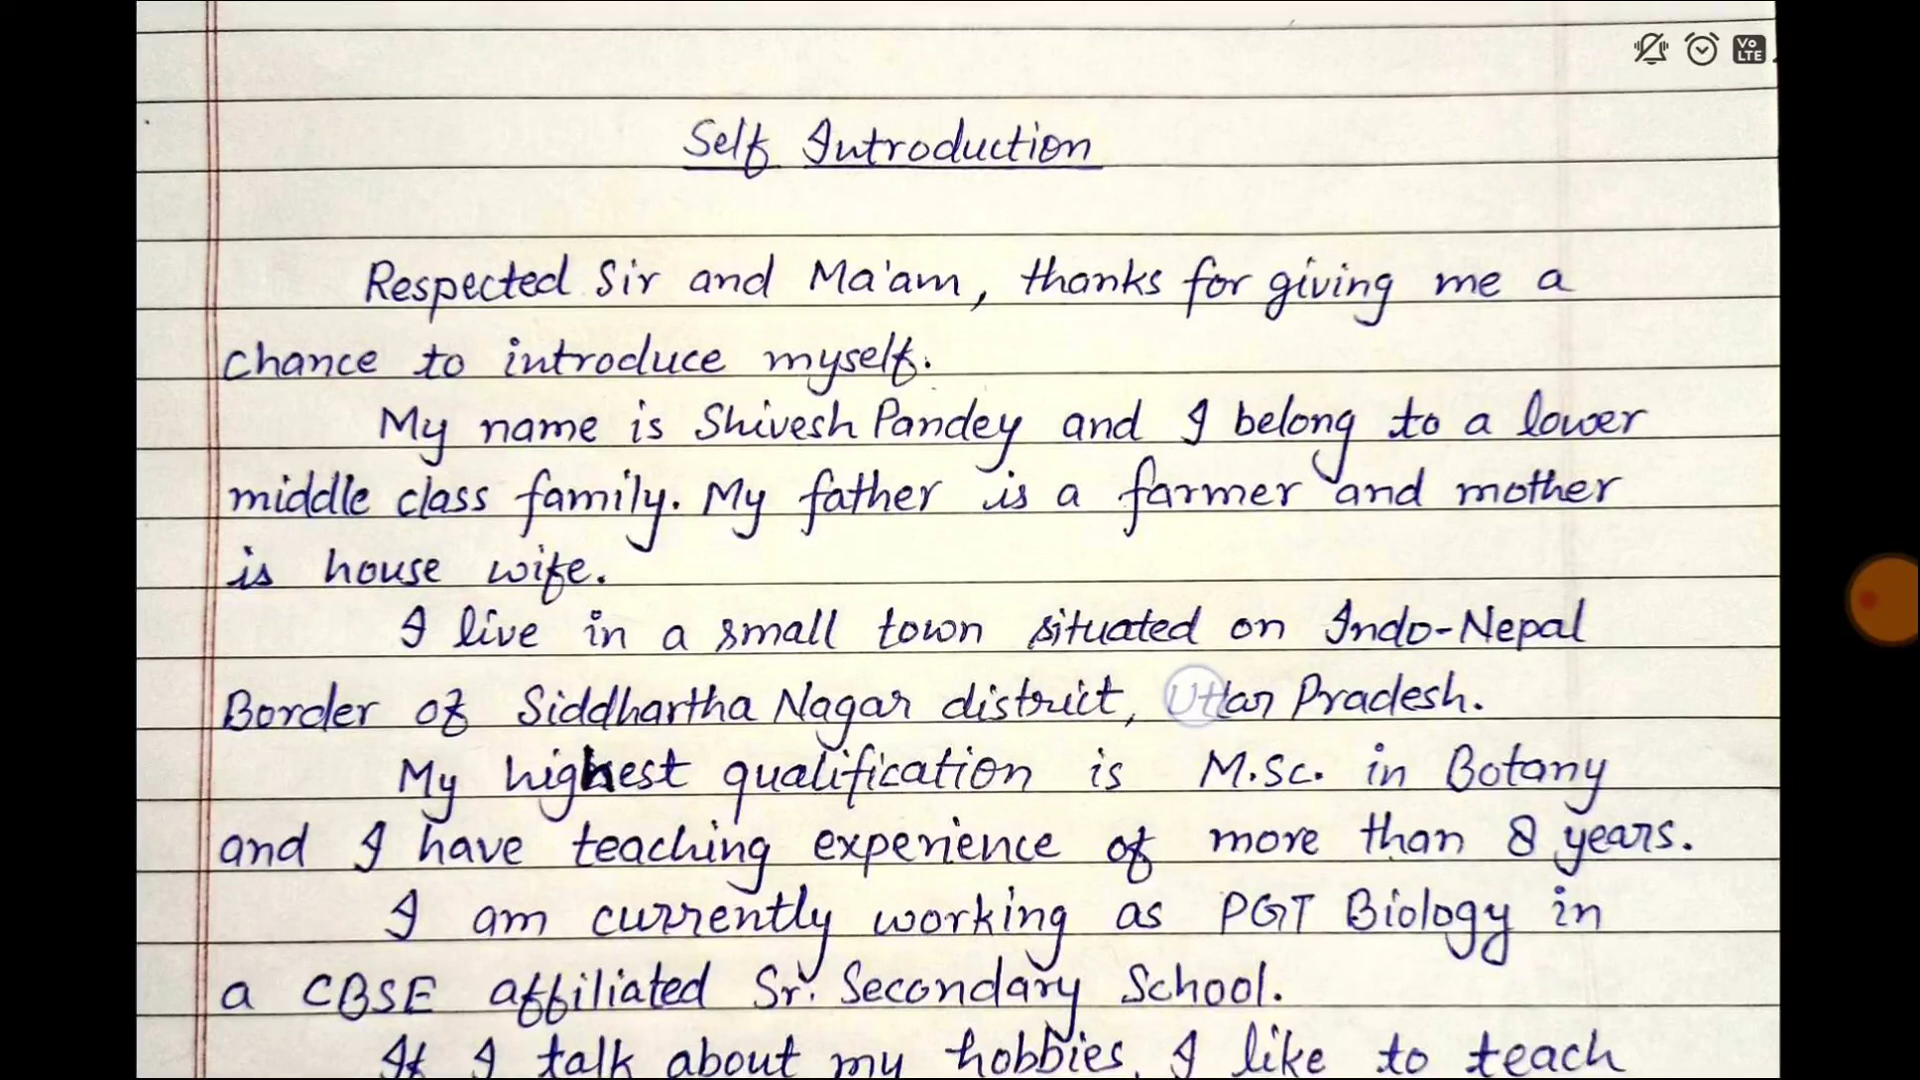 Vo
LTE
Self Introduction
Respected Sir and Ma'am, thanks for giving me a
chance to introduce myself.
My name is Shivesh Pandey and I belong to a lower
middle class family. My father is a farmer and mother
is house wife.
I live in a small town situated on Indo-Nepal
Border of Siddhartha Nagar district, Uttar Pradesh.
My highest qualification is M.Sc. in Botany
and I have teaching experience of more than 8 years.
I am currently working as PGT Biology in
a CBSE affiliated Sr. Secondary School.
If I talk about my hobbies, I like to teach